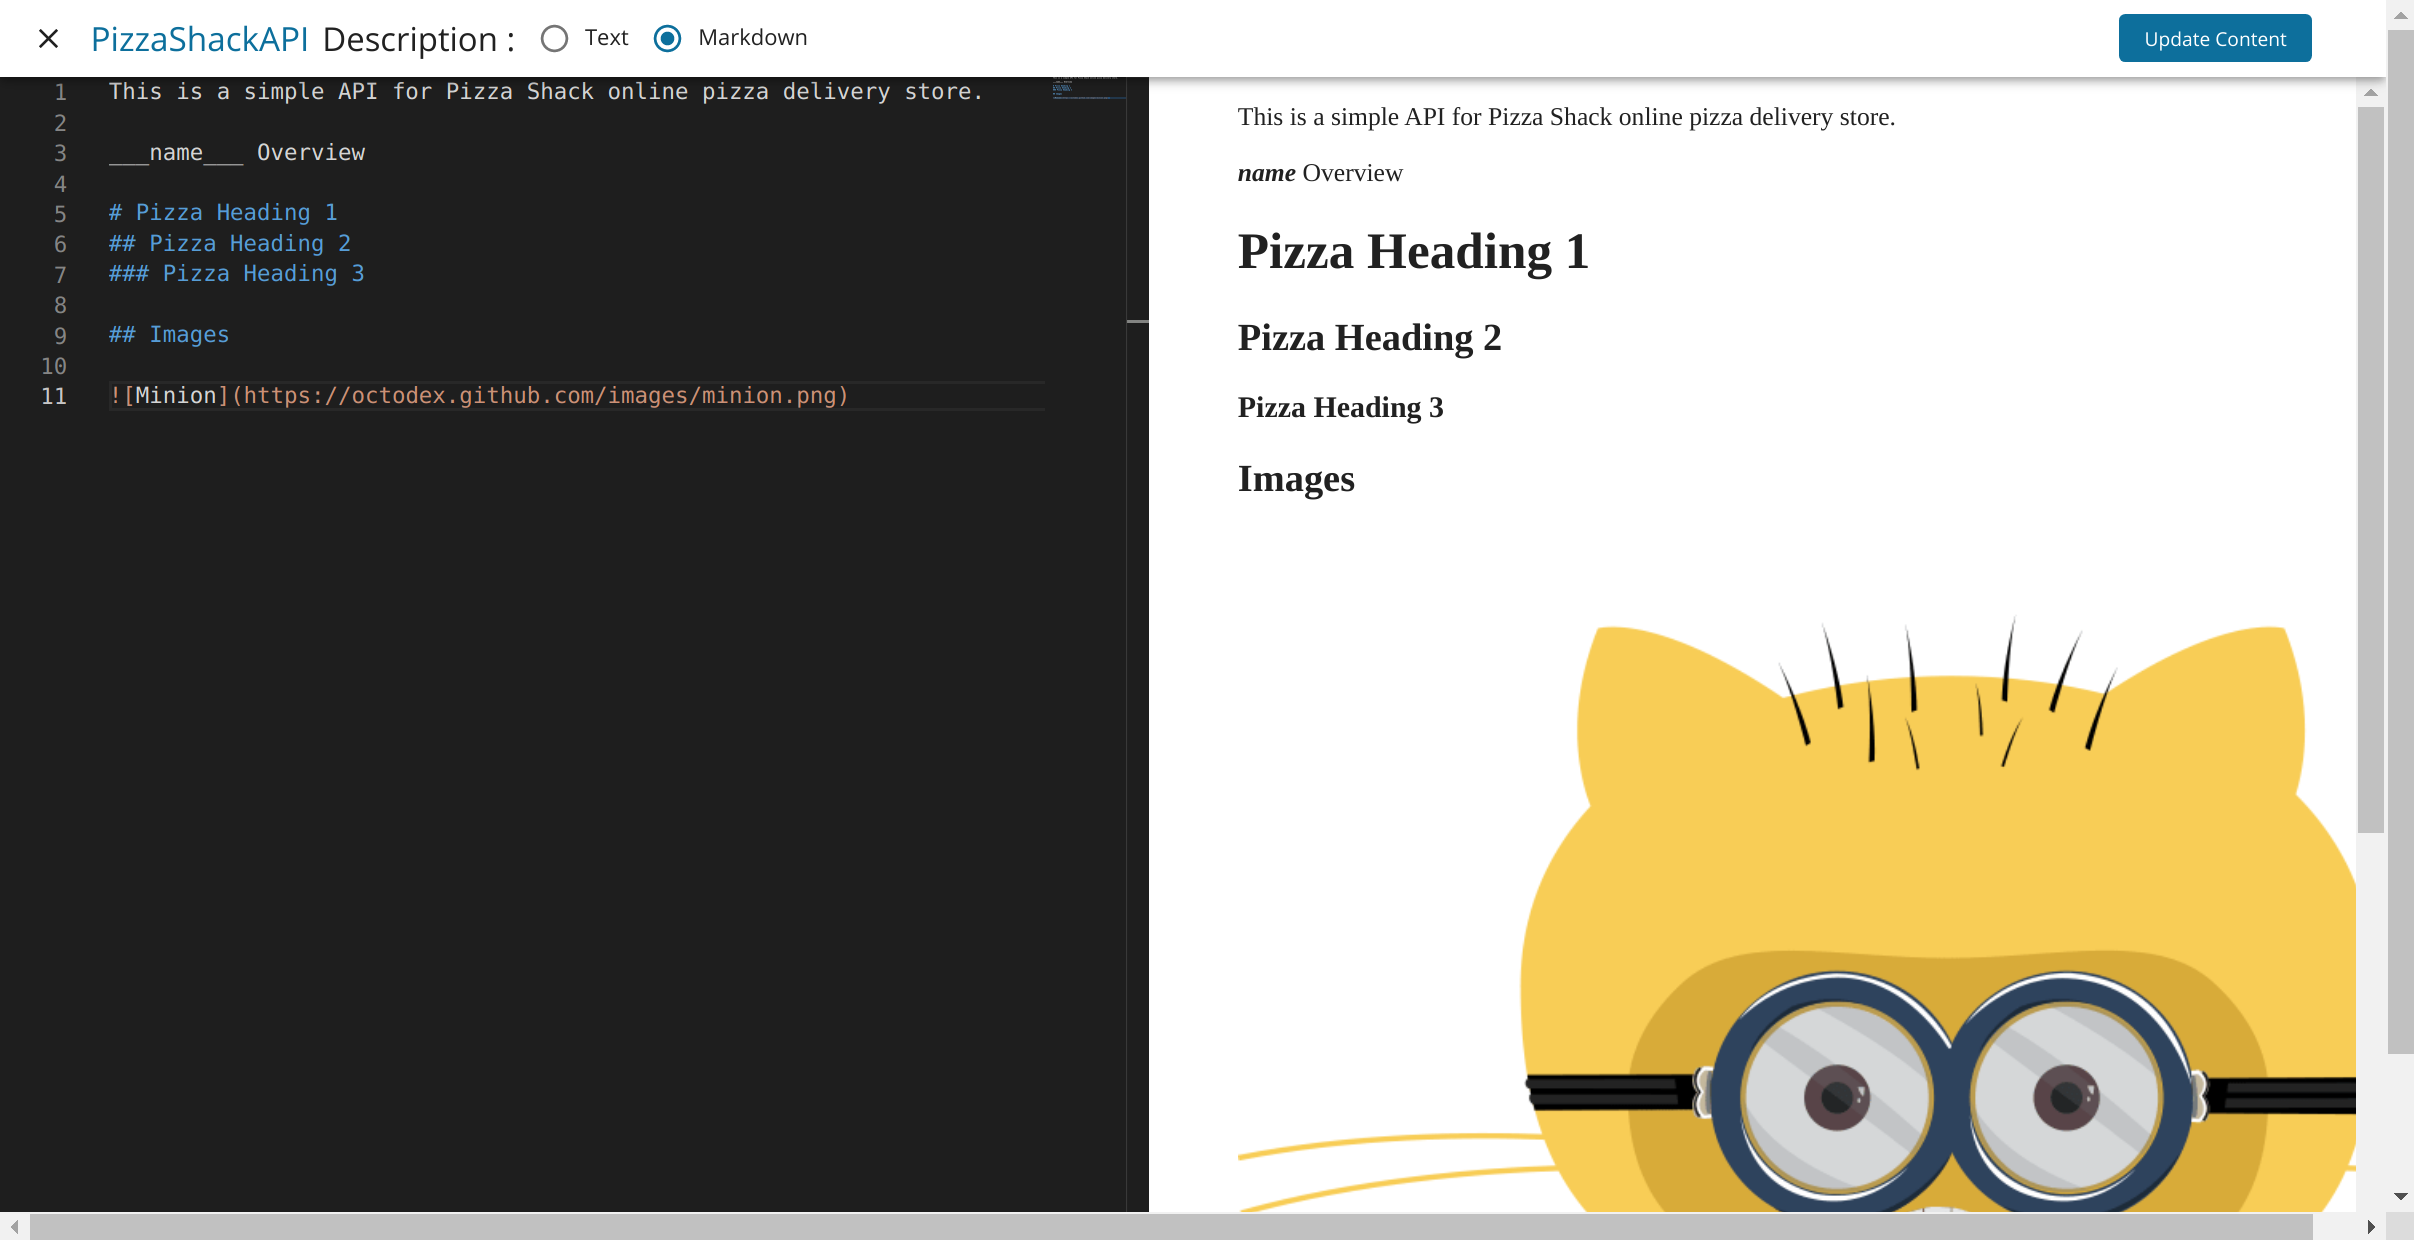 PizzaShackAPI Description : Text Markdown Update Content
1 This is a simple API for Pizza Shack online pizza delivery store.
2
3 ___name___ Overview
4
5 # Pizza Heading 1
6 ## Pizza Heading 2
7 ### Pizza Heading 3
8
9 ## Images
10
11 ![Minion](https://octodex.github.com/images/minion.png)
This is a simple API for Pizza Shack online pizza delivery store.
name Overview
Pizza Heading 1
Pizza Heading 2
Pizza Heading 3
Images